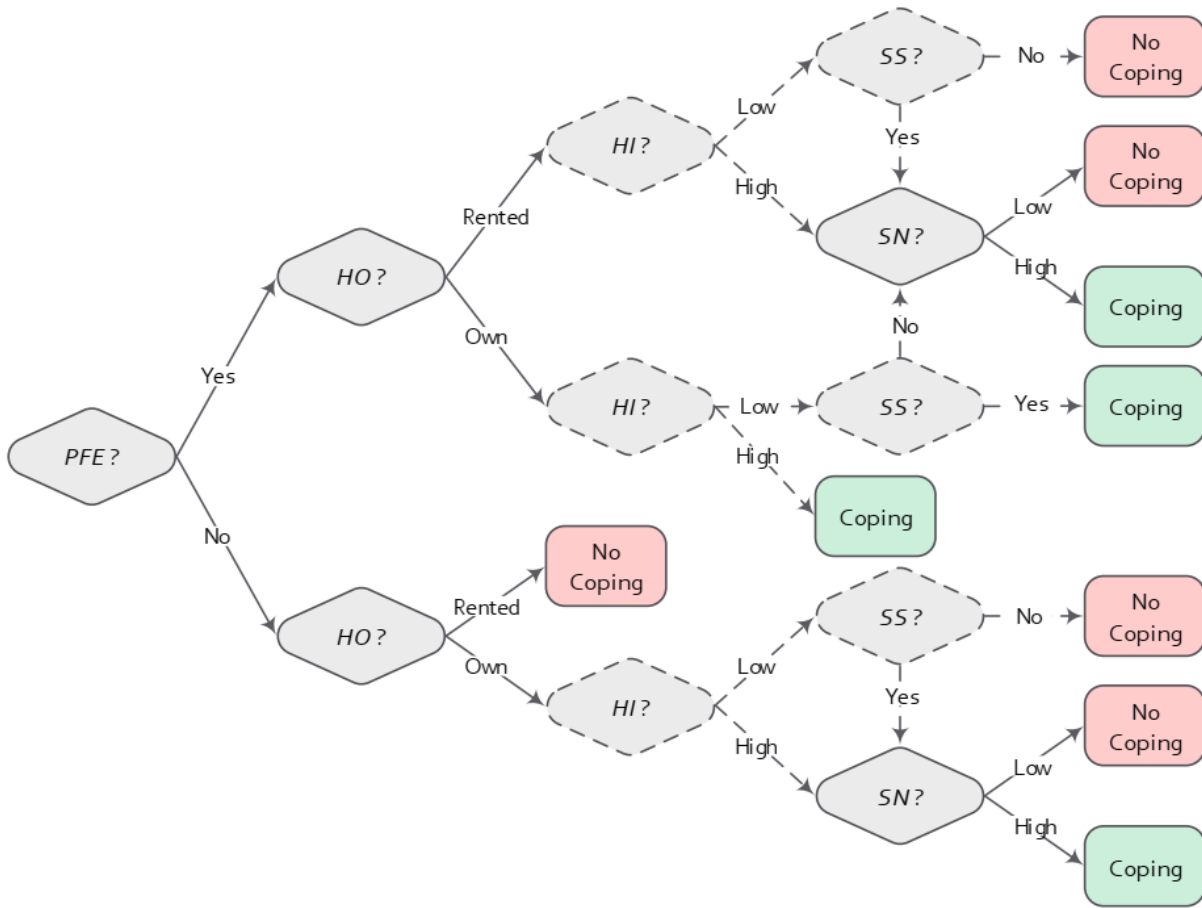 SS?
No
No
Coping
Low
HI?
Yes
No
Coping
High
Rented
SN?
Low
HO?
High
Coping
Own
No
Yes
HI?
Low
SS?
Yes
Coping
PFE?
High
Coping
No
No
Coping
Rented
SS?
No
No
Coping
HO?
Own
Low
HI?
Yes
No
Coping
High
Low
SN?
High
Coping